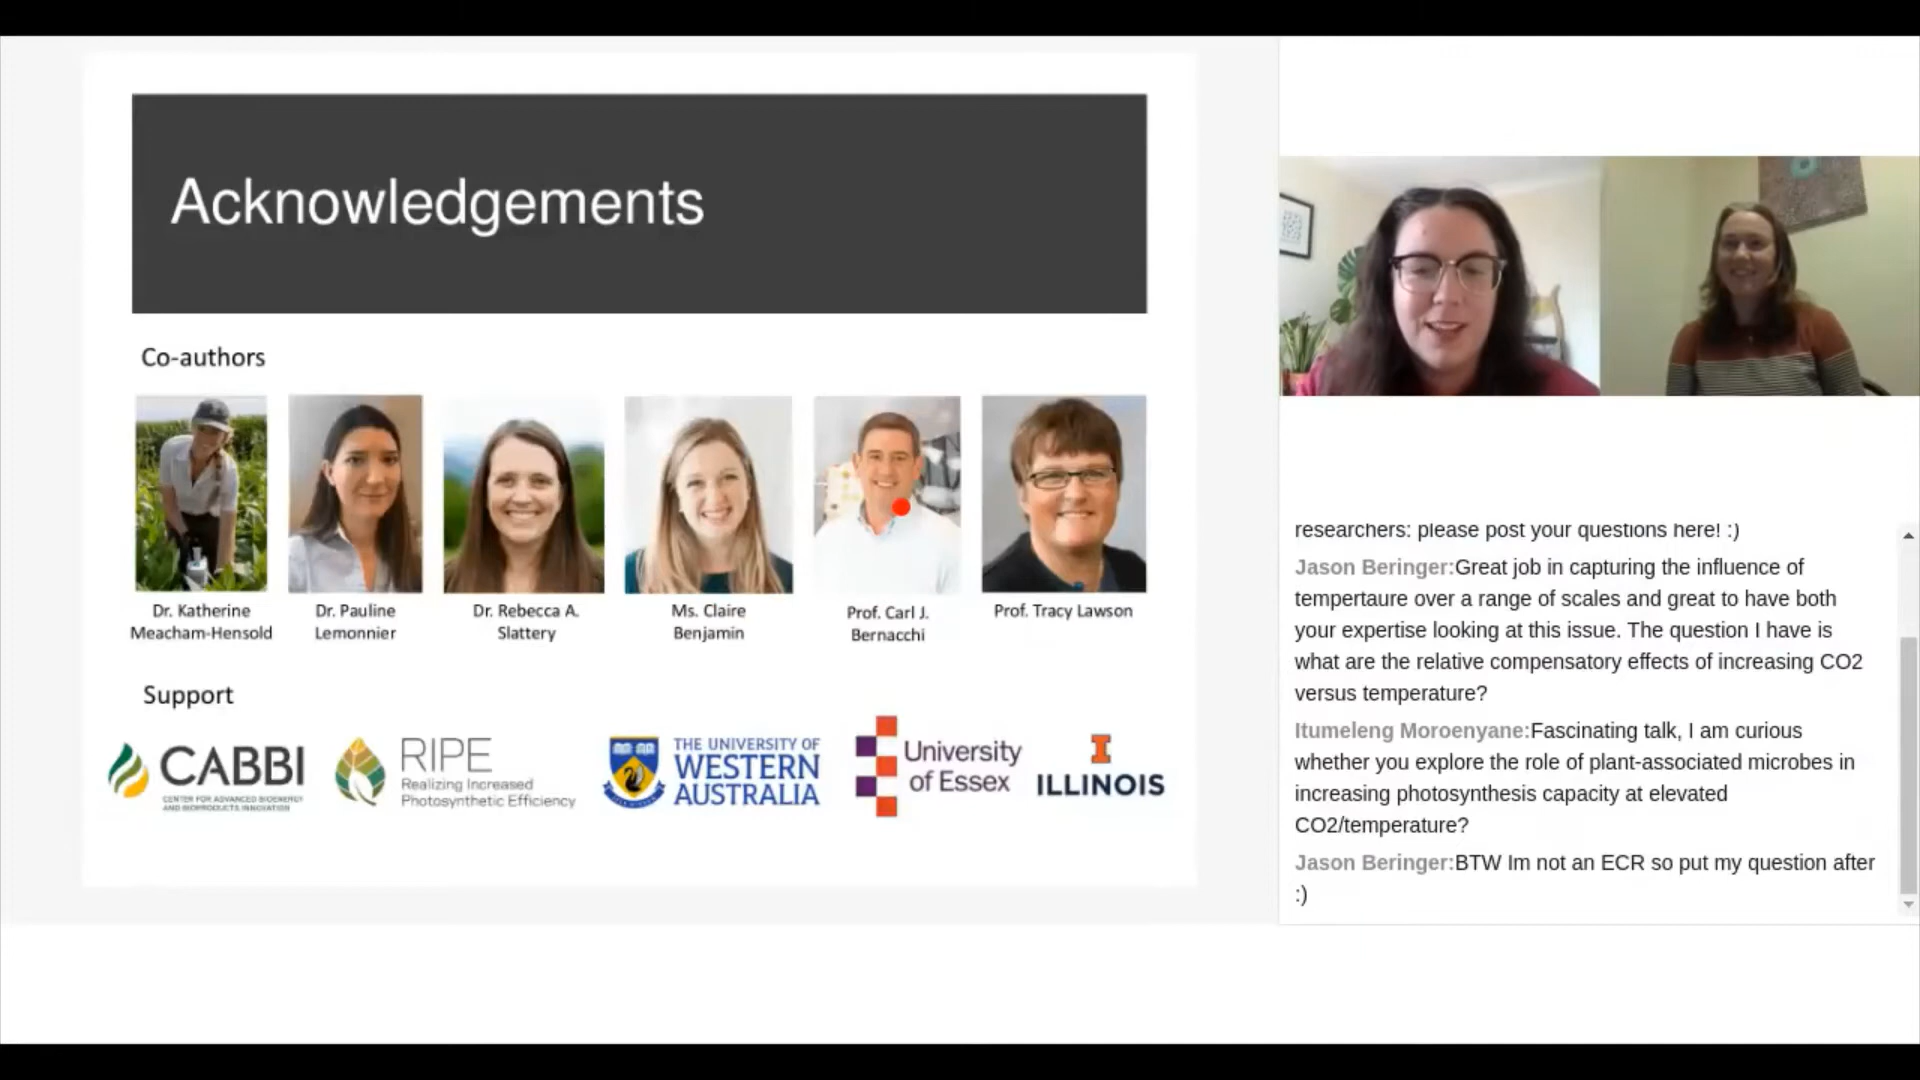 Acknowledgements
Co-authors
Dr. Katherine
Meacham-Hensold
Dr. Pauline
Lemonnier
Dr. Rebecca A.
Slattery
Ms. Claire
Benjamin
Prof. Carl J.
Bernacchi
Prof. Tracy Lawson
Support
CABBI
CENTER FOR ADVANCED BIOENERGY
AND BIOPRODUCTS INNOVATION
RIPE
Realizing Increased
Photosynthetic Efficiency
THE UNIVERSITY OF
WESTERN
AUSTRALIA
University
of Essex
I
ILLINOIS
researchers: please post your questions here! :)
Jason Beringer:Great job in capturing the influence of
tempertaure over a range of scales and great to have both
your expertise looking at this issue. The question I have is
what are the relative compensatory effects of increasing CO2
versus temperature?
Itumeleng Moroenyane:Fascinating talk, I am curious
whether you explore the role of plant-associated microbes in
increasing photosynthesis capacity at elevated
CO2/temperature?
Jason Beringer:BTW Im not an ECR so put my question after
:)